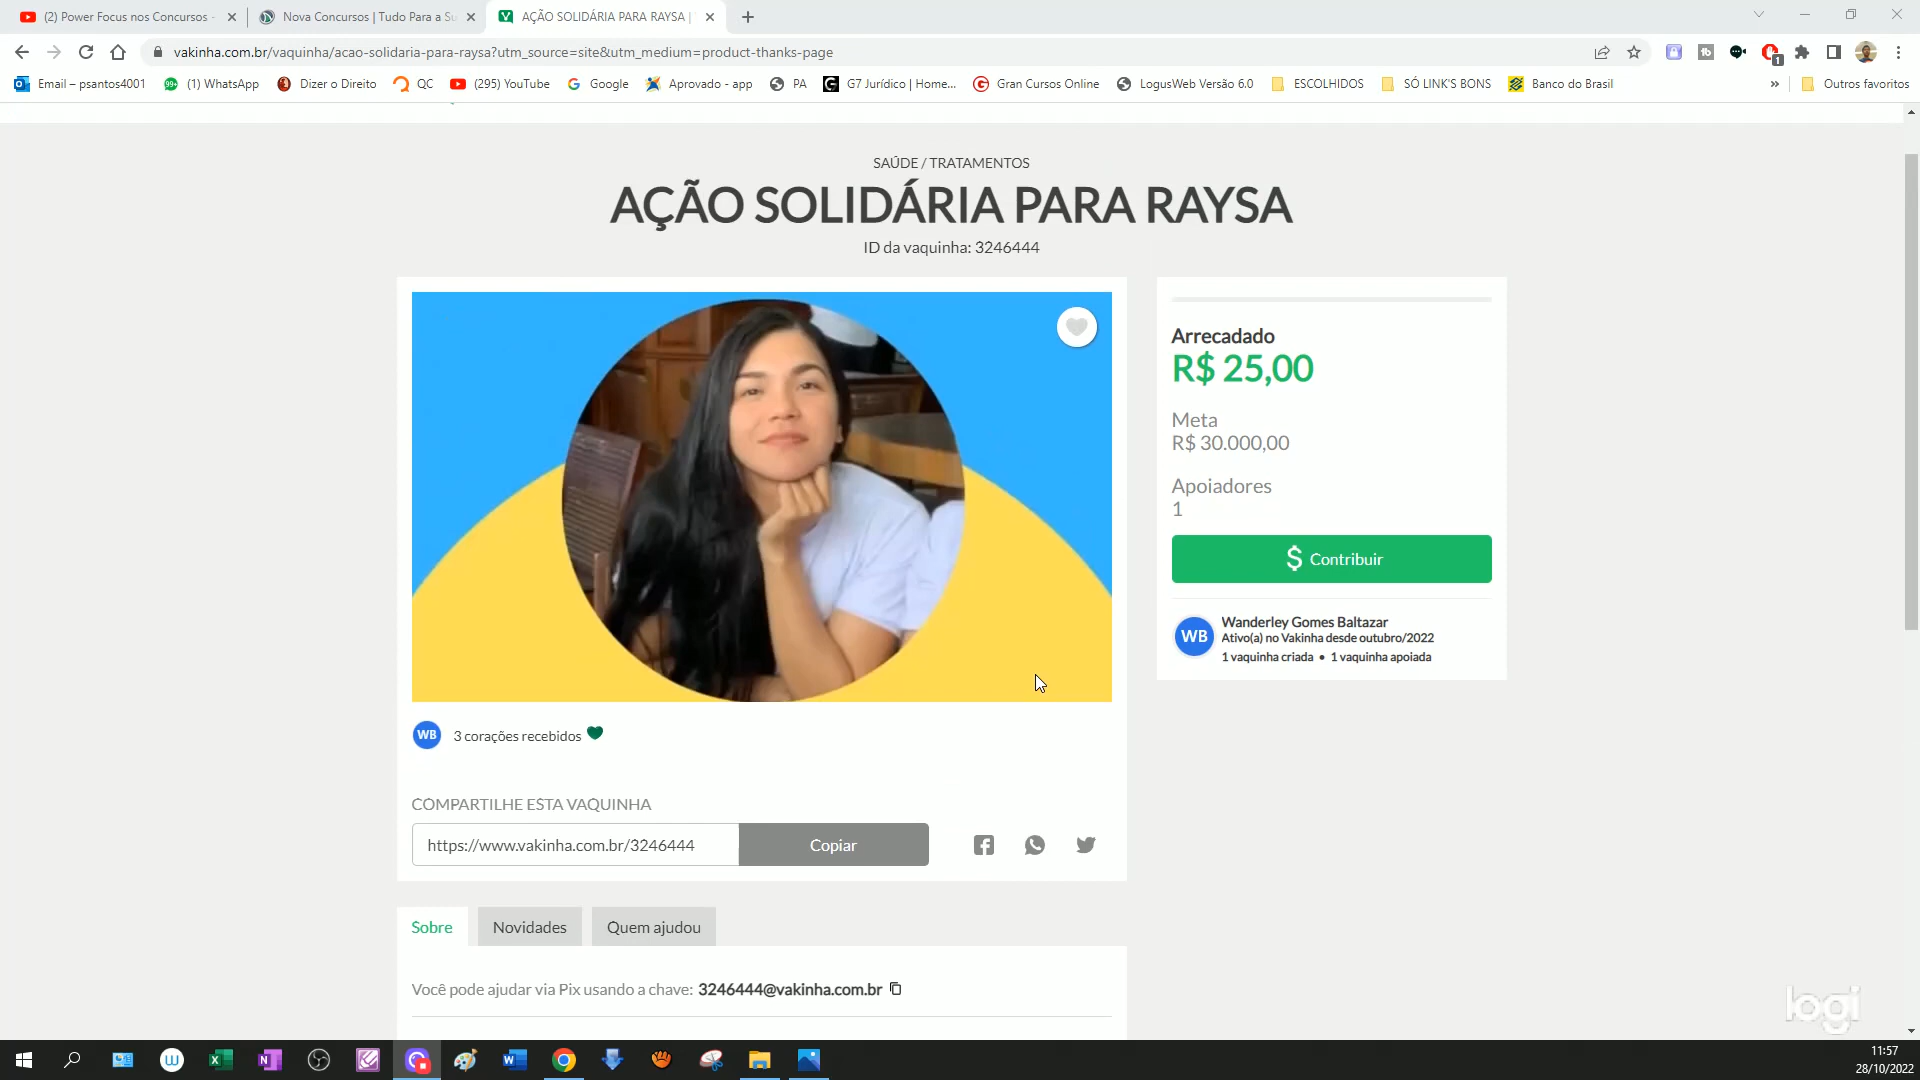 (2) Power Focus nos Concursos -
Nova Concursos | Tudo Para a Su
AÇÃO SOLIDÁRIA PARA RAYSA |
vakinha.com.br/vaquinha/acao-solidaria-para-raysa?utm_source=site&utm_medium=product-thanks-page
Email – psantos4001
(1) WhatsApp
Dizer o Direito
QC
(295) YouTube
Google
Aprovado - app
PA
G7 Jurídico | Home...
Gran Cursos Online
LogusWeb Versão 6.0
ESCOLHIDOS
SÓ LINK'S BONS
Banco do Brasil
»
Outros favoritos
SAÚDE / TRATAMENTOS
AÇÃO SOLIDÁRIA PARA RAYSA
ID da vaquinha: 3246444
Arrecadado
R$ 25,00
Meta
R$ 30.000,00
Apoiadores
1
$ Contribuir
WB
Wanderley Gomes Baltazar
Ativo(a) no Vakinha desde outubro/2022
1 vaquinha criada • 1 vaquinha apoiada
WB 3 corações recebidos
COMPARTILHE ESTA VAQUINHA
https://www.vakinha.com.br/3246444
Copiar
Sobre
Novidades
Quem ajudou
Você pode ajudar via Pix usando a chave: 3246444@vakinha.com.br
logi
11:57
28/10/2022